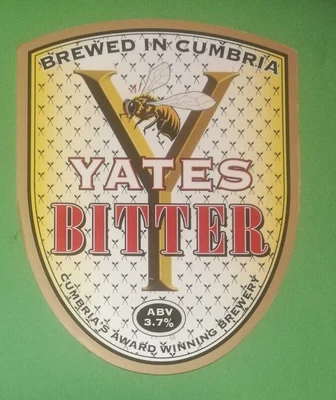 BREWED IN CUMBRIA
Y
YATES
BITTER
ABV
3.7%
CUMBRIA'S AWARD WINNING BREWERY